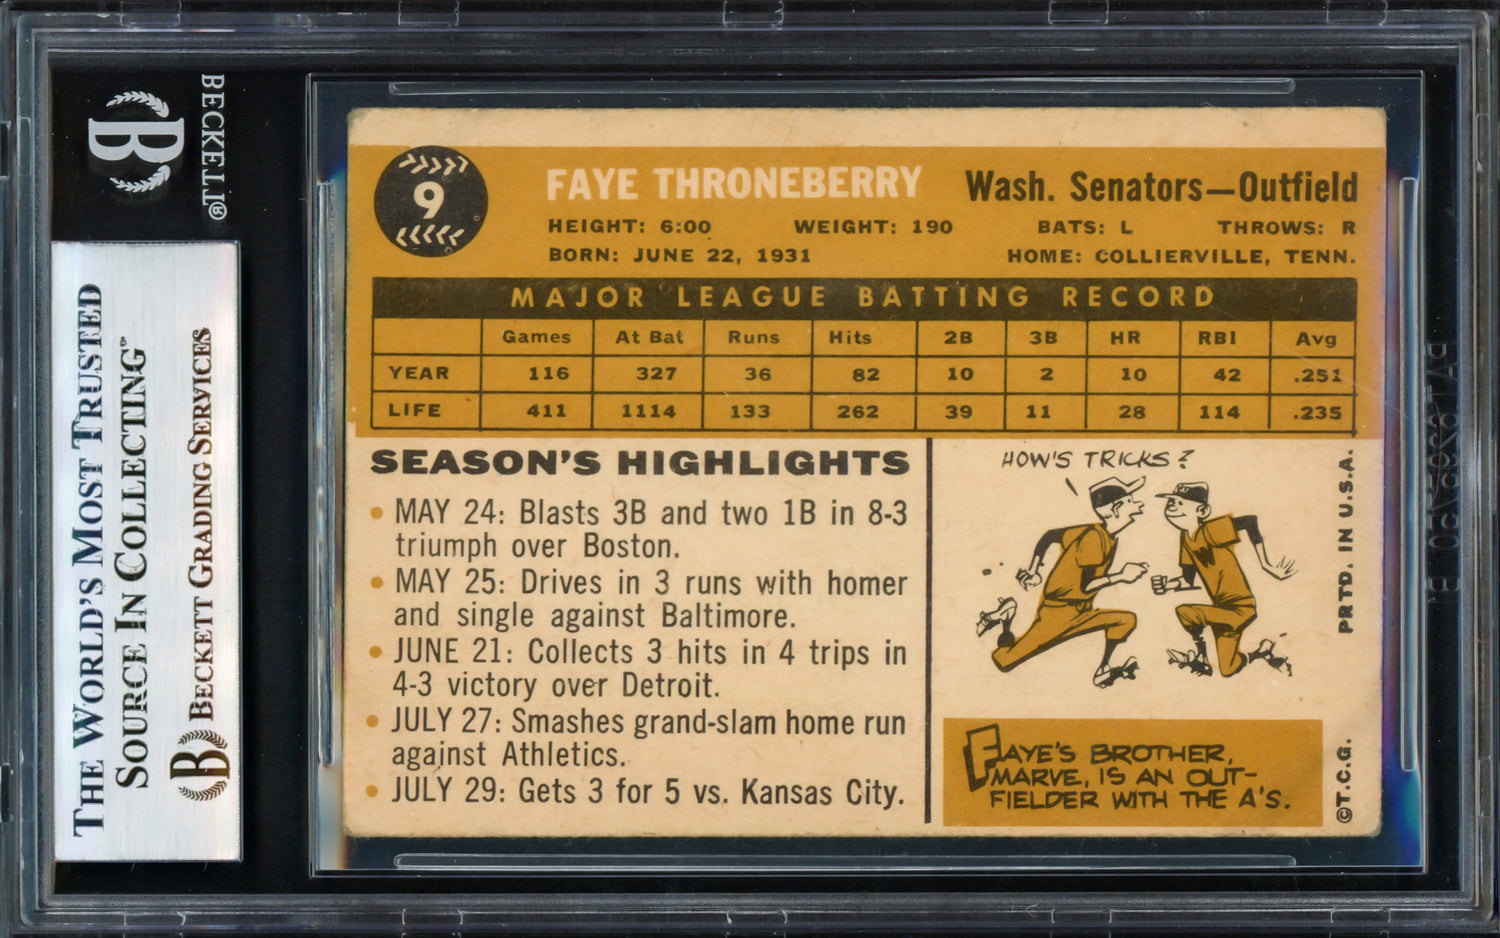 BECKETT®
THE WORLD'S MOST TRUSTED
SOURCE IN COLLECTING™
BECKETT GRADING SERVICES
9
FAYE THRONEBERRY
Wash. Senators—Outfield
HEIGHT: 6:00 WEIGHT: 190 BATS: L THROWS: R
BORN: JUNE 22, 1931 HOME: COLLIERVILLE, TENN.
MAJOR LEAGUE BATTING RECORD
Games At Bat Runs Hits 2B 3B HR RBI Avg
YEAR 116 327 36 82 10 2 10 42 .251
LIFE 411 1114 133 262 39 11 28 114 .235
SEASON'S HIGHLIGHTS
• MAY 24: Blasts 3B and two 1B in 8-3
triumph over Boston.
• MAY 25: Drives in 3 runs with homer
and single against Baltimore.
• JUNE 21: Collects 3 hits in 4 trips in
4-3 victory over Detroit.
• JULY 27: Smashes grand-slam home run
against Athletics.
• JULY 29: Gets 3 for 5 vs. Kansas City.
HOW'S TRICKS?
FAYE'S BROTHER,
MARVE, IS AN OUT-
FIELDER WITH THE A'S.
©T.C.G. PRTD. IN U.S.A.